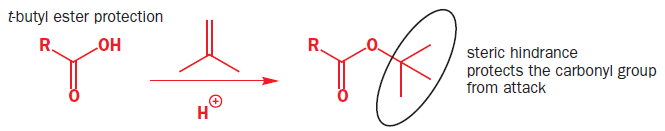 t-butyl ester protection
R OH
O
H⊕
R O
O
steric hindrance
protects the carbonyl group
from attack